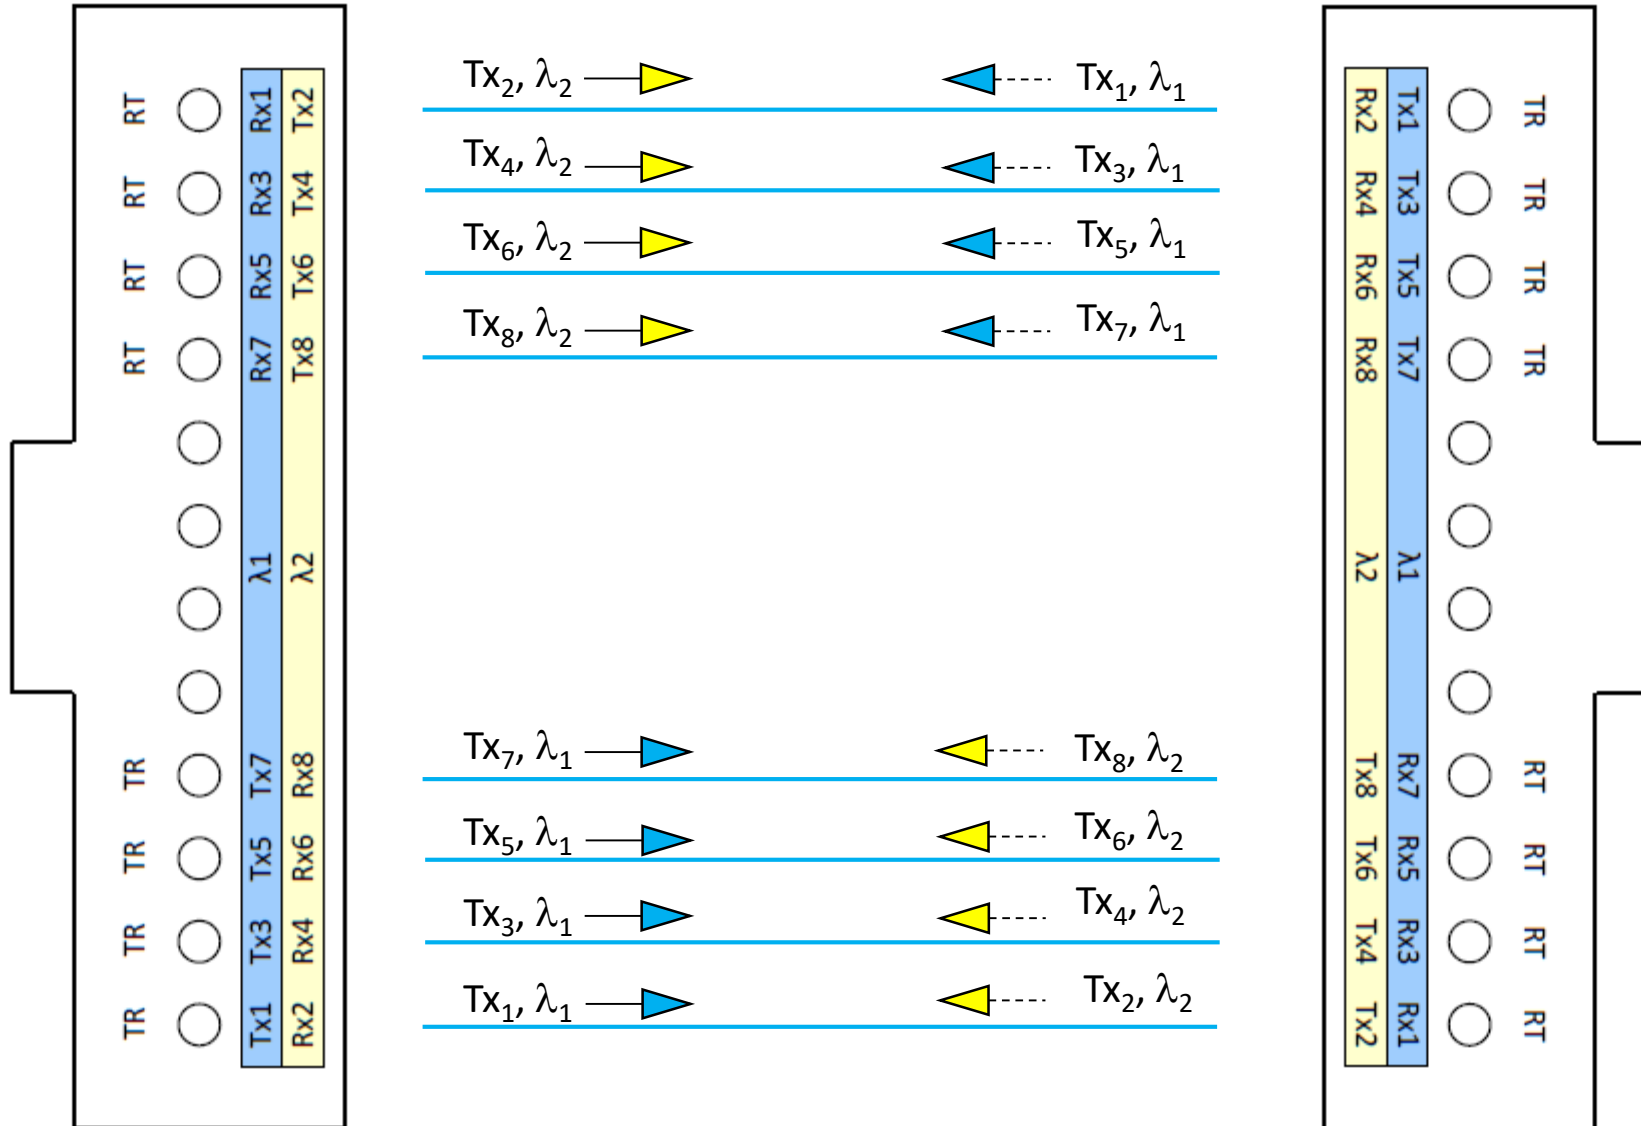 RT Rx1 Tx2 Tx₂, λ₂ Tx₁, λ₁ Rx2 Tx1 TR
RT Rx3 Tx4 Tx₄, λ₂ Tx₃, λ₁ Rx4 Tx3 TR
RT Rx5 Tx6 Tx₆, λ₂ Tx₅, λ₁ Rx6 Tx5 TR
RT Rx7 Tx8 Tx₈, λ₂ Tx₇, λ₁ Rx8 Tx7 TR
λ1 λ2 λ2 λ1
TR Tx7 Rx8 Tx₇, λ₁ Tx₈, λ₂ Tx8 Rx7 RT
TR Tx5 Rx6 Tx₅, λ₁ Tx₆, λ₂ Tx6 Rx5 RT
TR Tx3 Rx4 Tx₃, λ₁ Tx₄, λ₂ Tx4 Rx3 RT
TR Tx1 Rx2 Tx₁, λ₁ Tx₂, λ₂ Tx2 Rx1 RT